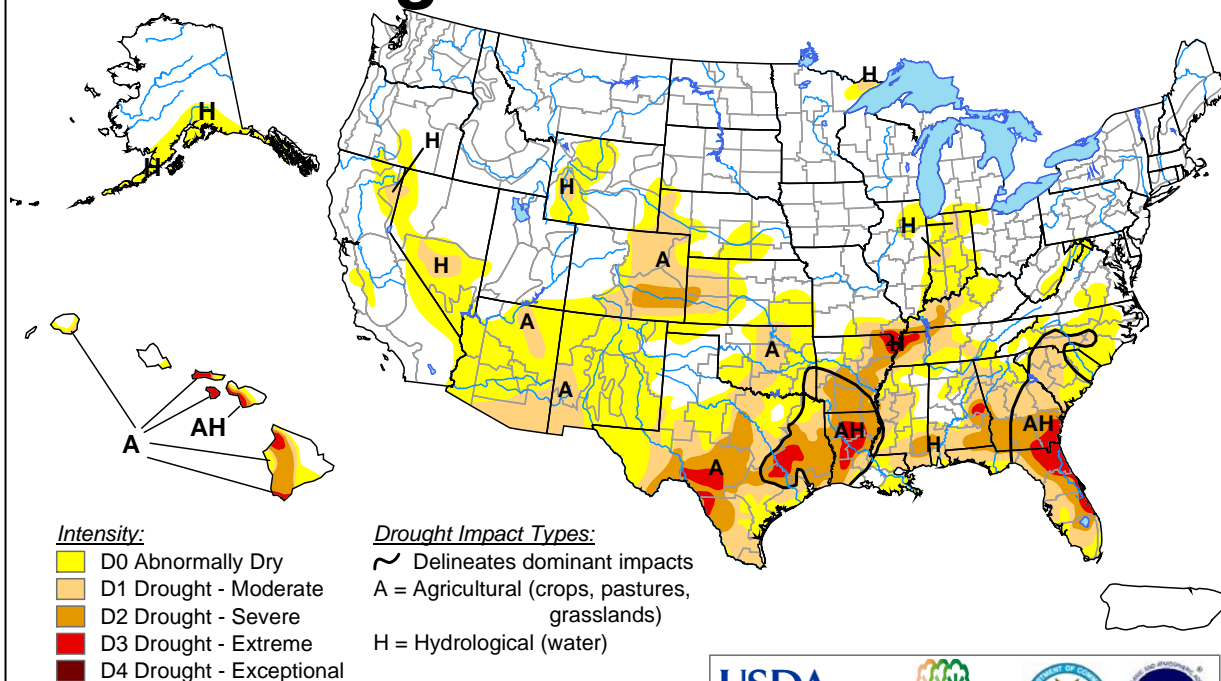 g
H
H
H
H
H
H
H
A
A
A
A
H
AH
AH
H
A
A
AH
Intensity:
D0 Abnormally Dry
D1 Drought - Moderate
D2 Drought - Severe
D3 Drought - Extreme
D4 Drought - Exceptional
Drought Impact Types:
Delineates dominant impacts
A = Agricultural (crops, pastures,
grasslands)
H = Hydrological (water)
USDA